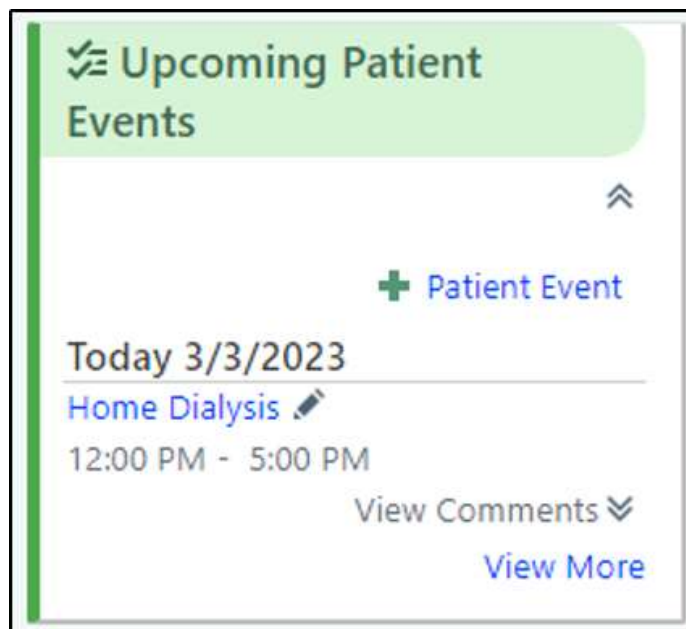 Upcoming Patient
Events
Patient Event
Today 3/3/2023
Home Dialysis
12:00 PM - 5:00 PM
View Comments
View More